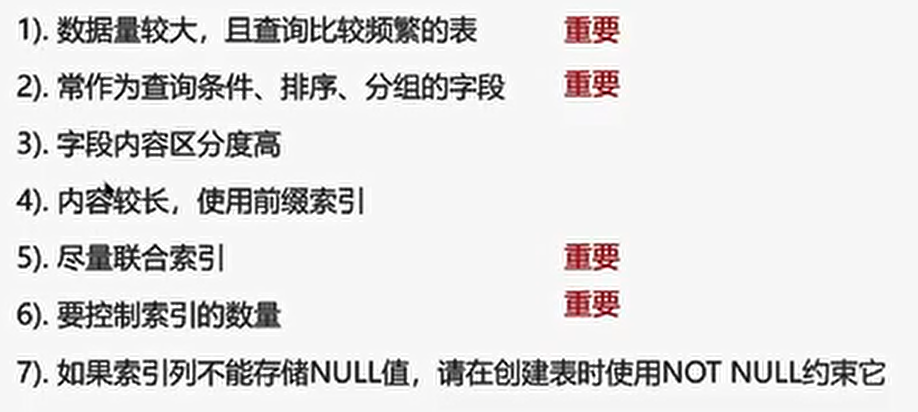 1). 数据量较大，且查询比较频繁的表 重要
2). 常作为查询条件、排序、分组的字段 重要
3). 字段内容区分度高
4). 内容较长，使用前缀索引
5). 尽量联合索引 重要
6). 要控制索引的数量 重要
7). 如果索引列不能存储NULL值，请在创建表时使用NOT NULL约束它